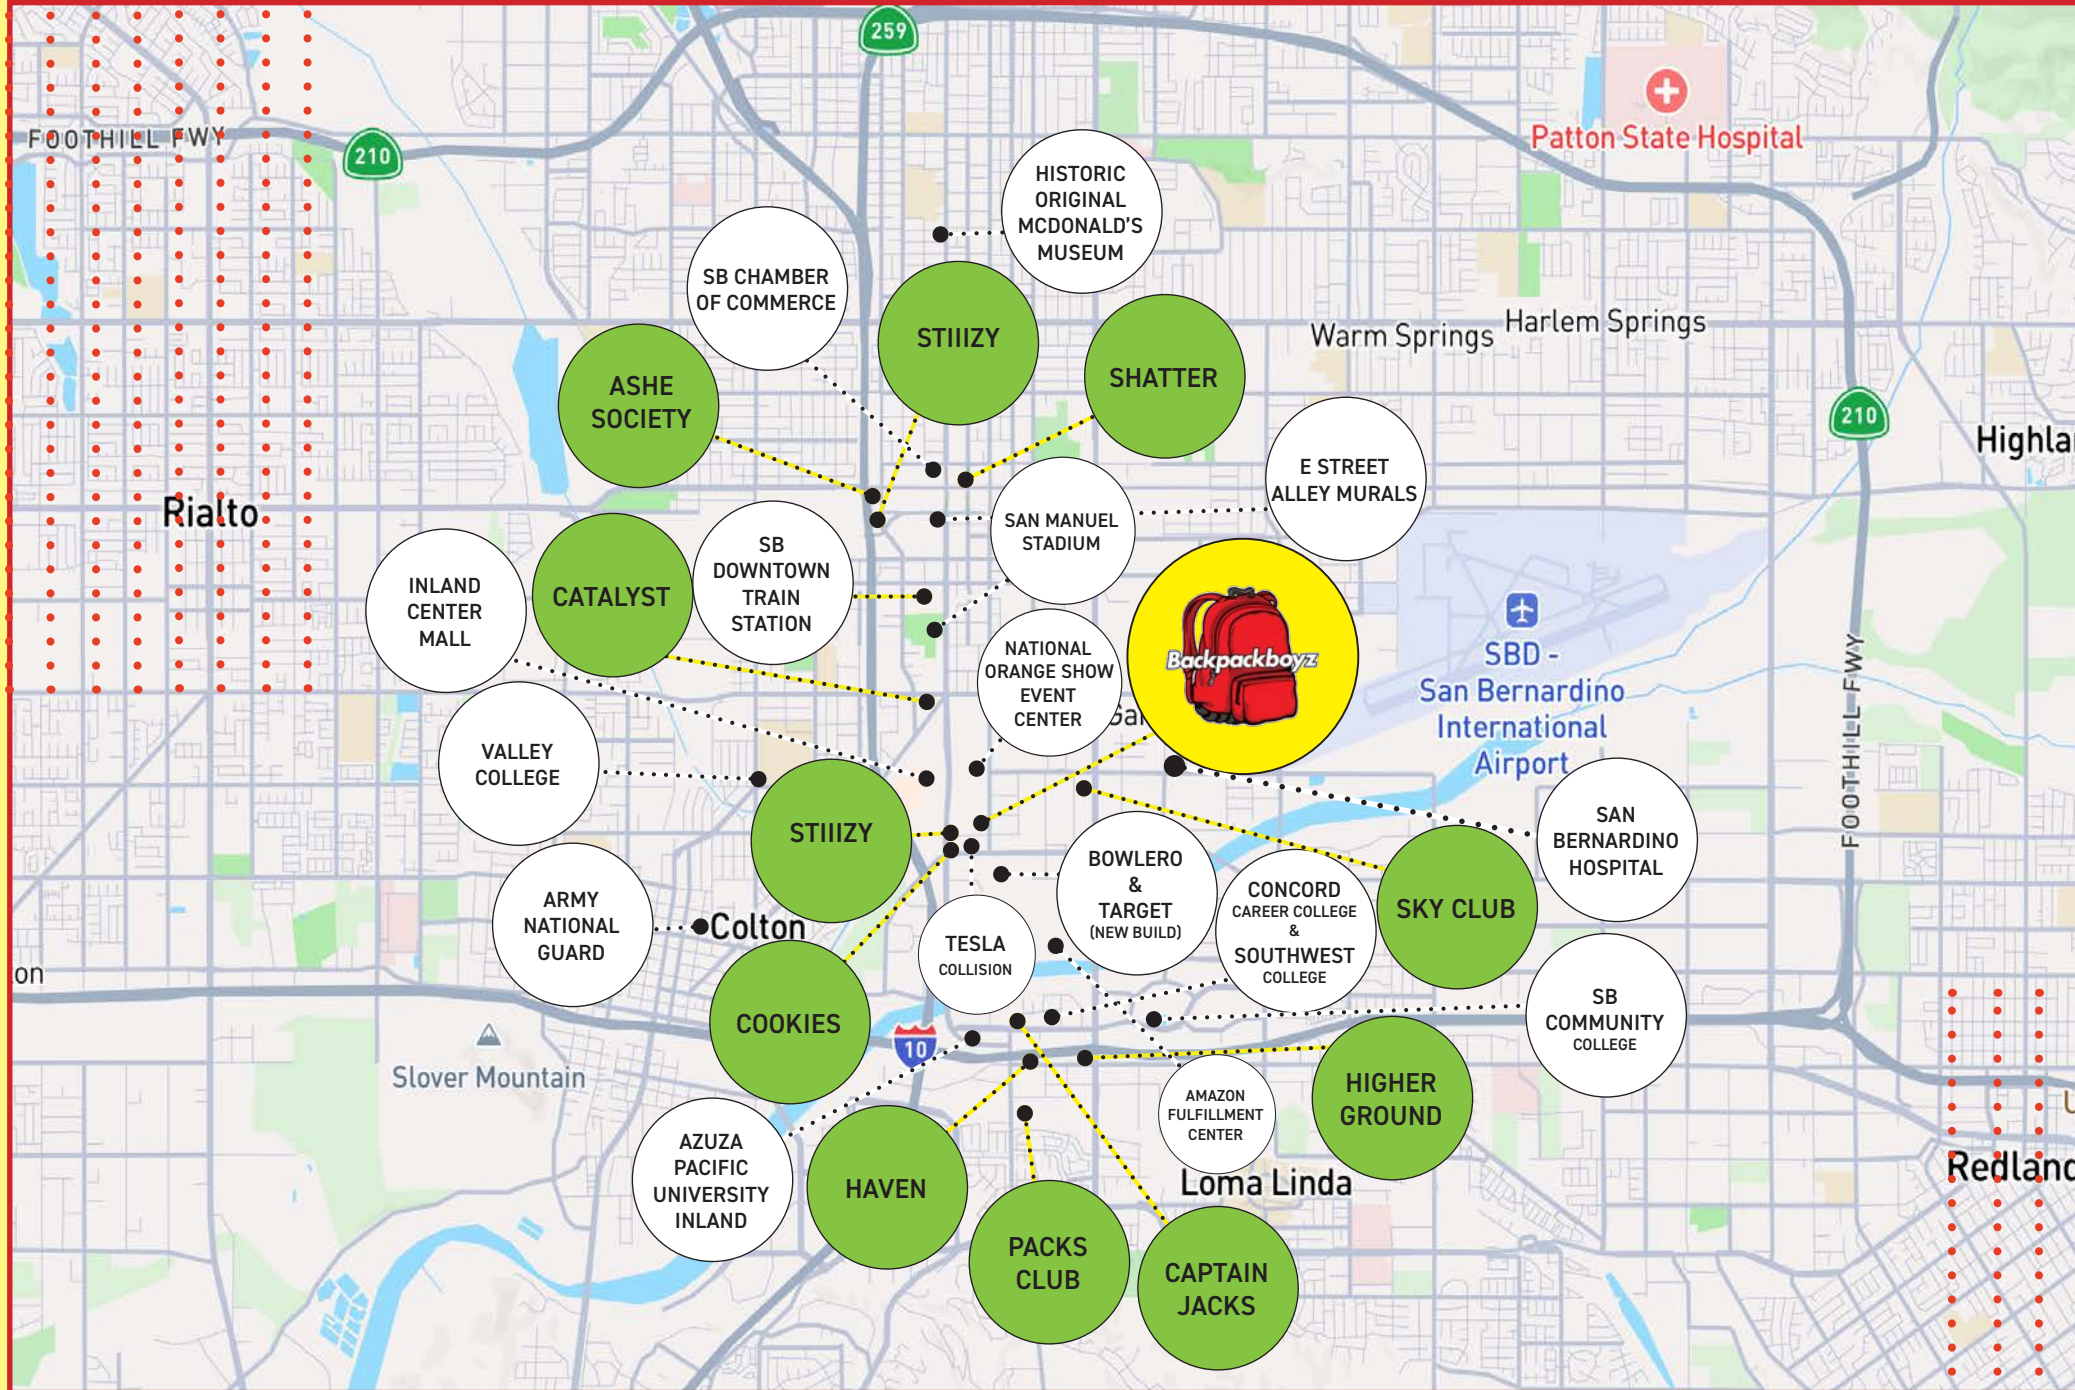 259
FOOTHILL FWY
210
Patton State Hospital
HISTORIC
ORIGINAL
MCDONALD'S
MUSEUM
SB CHAMBER
OF COMMERCE
STIIIZY
SHATTER
Warm Springs
Harlem Springs
ASHE
SOCIETY
210
E STREET
ALLEY MURALS
Rialto
SAN MANUEL
STADIUM
INLAND
CENTER
MALL
CATALYST
SB
DOWNTOWN
TRAIN
STATION
NATIONAL
ORANGE SHOW
EVENT
CENTER
Backpackboyz
SBD -
San Bernardino
International
Airport
FOOTHILL FWY
VALLEY
COLLEGE
STIIIZY
SAN
BERNARDINO
HOSPITAL
BOWLERO
&
TARGET
(NEW BUILD)
CONCORD
CAREER COLLEGE
&
SOUTHWEST
COLLEGE
SKY CLUB
ARMY
NATIONAL
GUARD
Colton
TESLA
COLLISION
on
COOKIES
SB
COMMUNITY
COLLEGE
10
Slover Mountain
AMAZON
FULFILLMENT
CENTER
HIGHER
GROUND
AZUZA
PACIFIC
UNIVERSITY
INLAND
HAVEN
Loma Linda
Redlan
PACKS
CLUB
CAPTAIN
JACKS